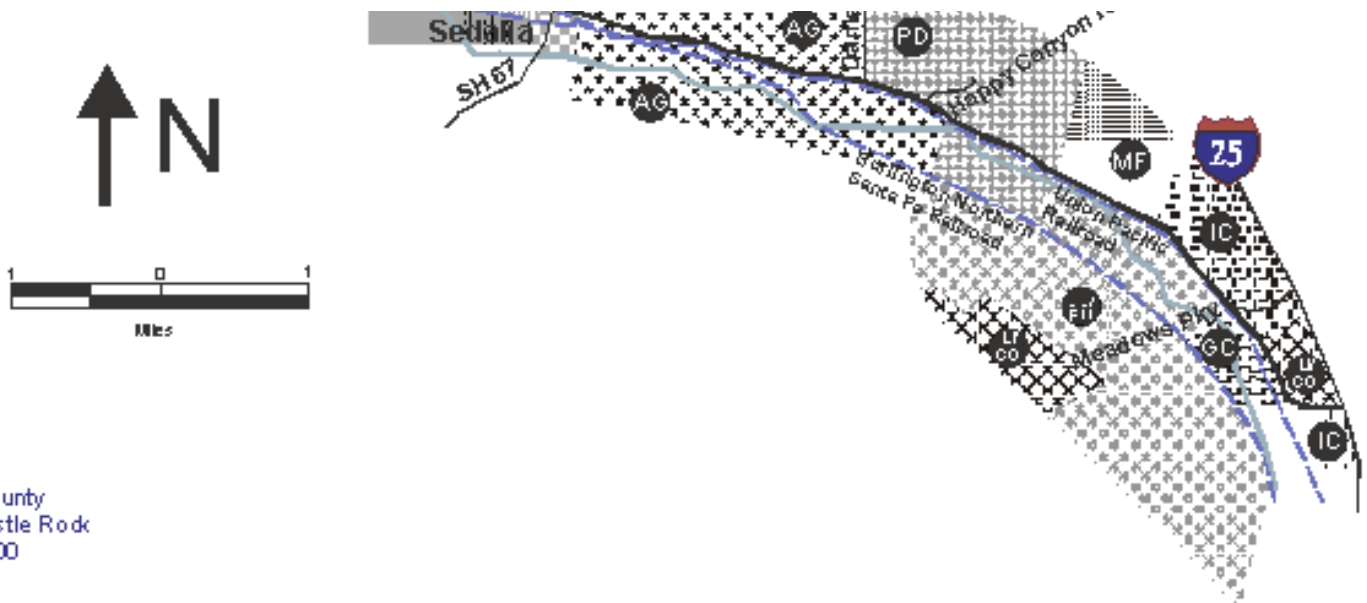 Sedalia
SH 67
AG
AG
PD
Happy Canyon
MF
25
IC
N
1 0 1
Miles
Burlington Northern
Santa Fe Railroad
Union Pacific
Railroad
Meadows Pky
LI
CO
GC
LI
CO
IC
unty
stle Rock
00